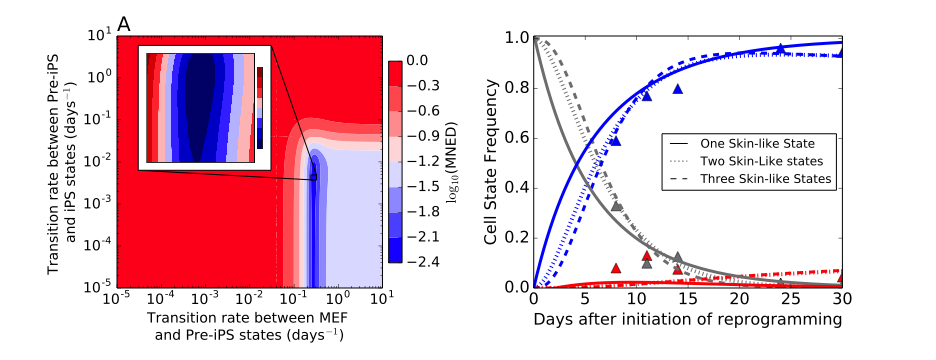 A
Transition rate between Pre-iPS
and iPS states (days⁻¹)
10¹
10⁰
10⁻¹
10⁻²
10⁻³
10⁻⁴
10⁻⁵
10⁻⁵ 10⁻⁴ 10⁻³ 10⁻² 10⁻¹ 10⁰ 10¹
Transition rate between MEF
and Pre-iPS states (days⁻¹)
0.0
−0.3
−0.6
−0.9
−1.2
−1.5
−1.8
−2.1
−2.4
log₁₀(MNED)
Cell State Frequency
1.0
0.8
0.6
0.4
0.2
0.0
One Skin-like State
Two Skin-Like states
Three Skin-like States
0 5 10 15 20 25 30
Days after initiation of reprogramming